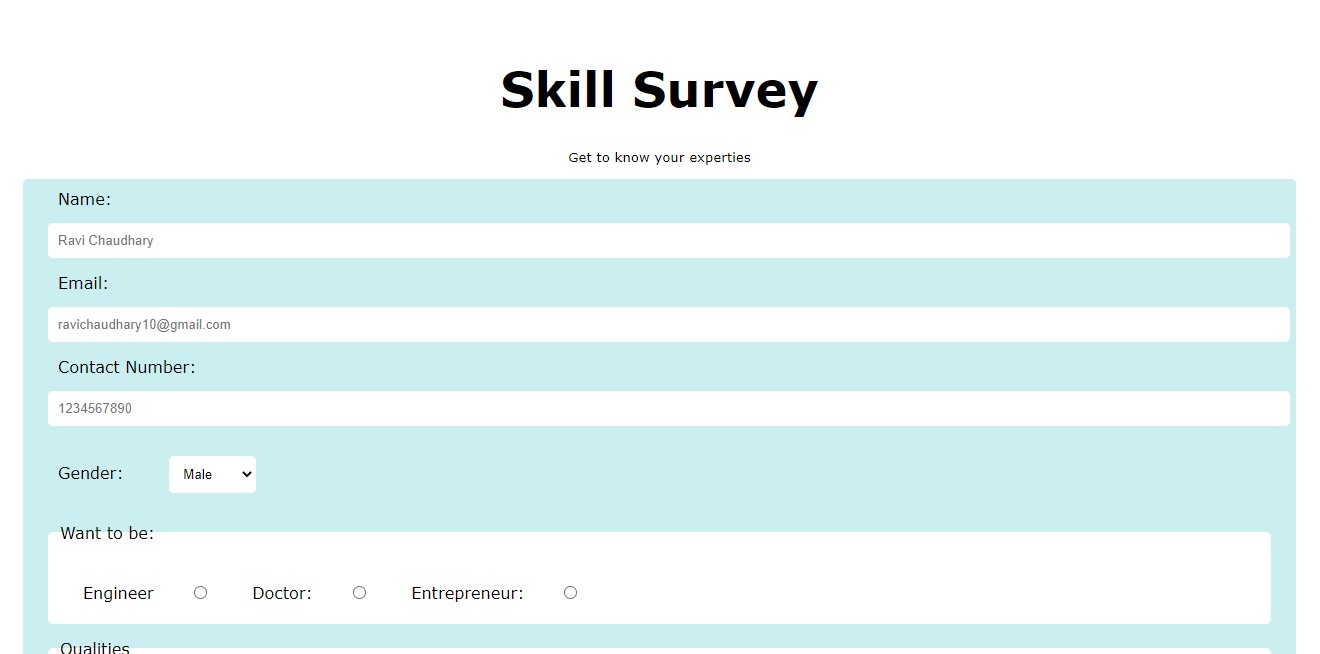 Skill Survey
Get to know your experties
Name:
Ravi Chaudhary
Email:
ravichaudhary10@gmail.com
Contact Number:
1234567890
Gender: Male
Want to be:
Engineer Doctor: Entrepreneur:
Qualities